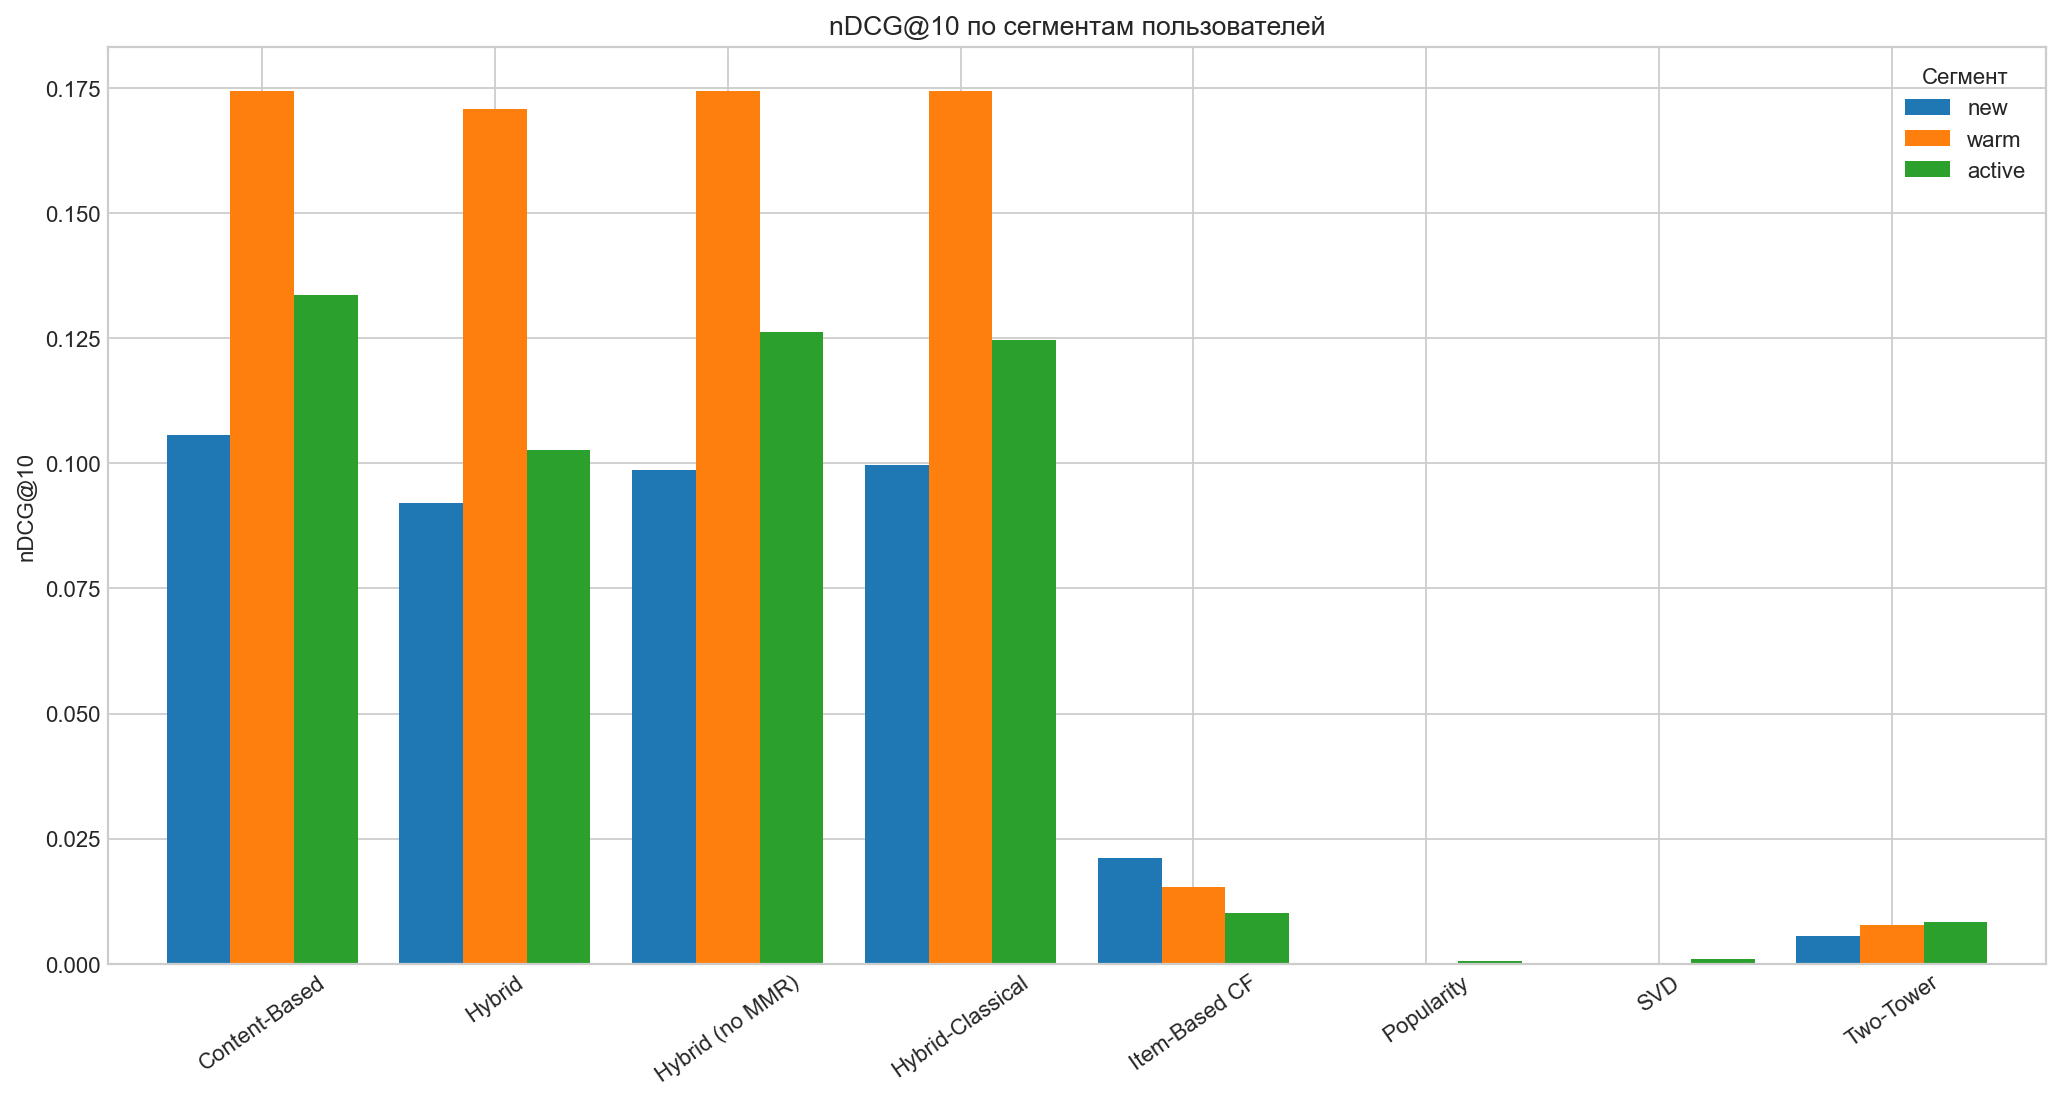 nDCG@10 по сегментам пользователей
Сегмент
new
warm
active
nDCG@10
0.175
0.150
0.125
0.100
0.075
0.050
0.025
0.000
Content-Based
Hybrid
Hybrid (no MMR)
Hybrid-Classical
Item-Based CF
Popularity
SVD
Two-Tower